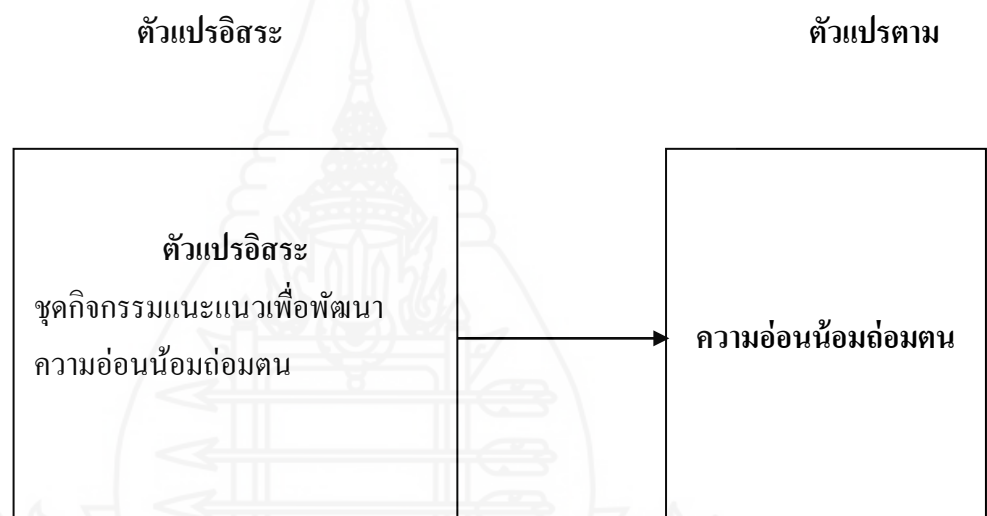 ตัวแปรอิสระ ตัวแปรตาม
ตัวแปรอิสระ
ชุดกิจกรรมแนะแนวเพื่อพัฒนา
ความอ่อนน้อมถ่อมตน
ความอ่อนน้อมถ่อมตน